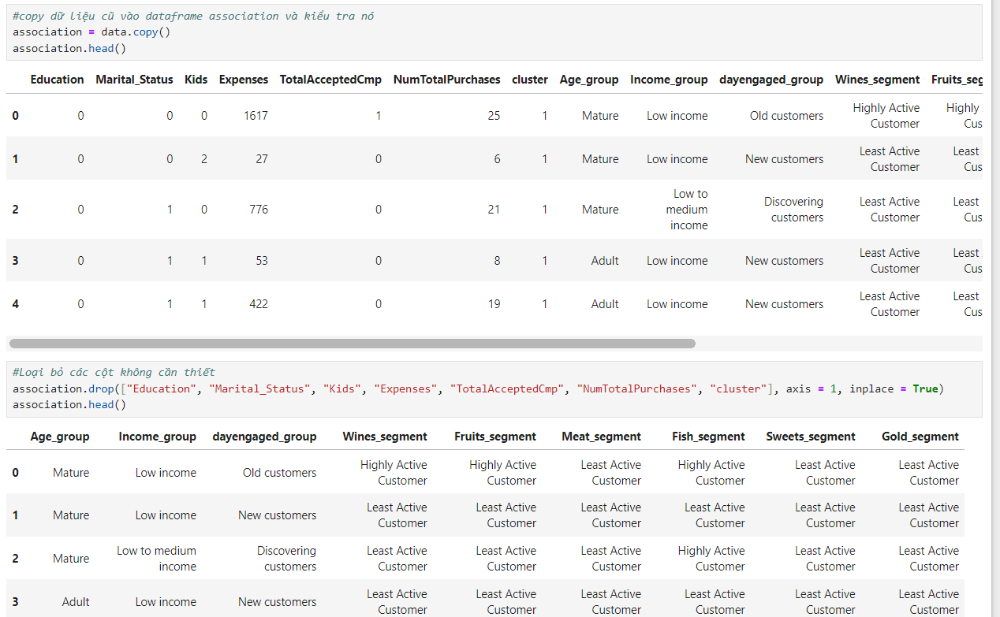 #copy dữ liệu cũ vào dataframe association và kiểu tra nó
association = data.copy()
association.head()
Education Marital_Status Kids Expenses TotalAcceptedCmp NumTotalPurchases cluster Age_group Income_group dayengaged_group Wines_segment Fruits_seg
0 0 0 0 1617 1 25 1 Mature Low income Old customers Highly Active Customer Highly Cus
1 0 0 2 27 0 6 1 Mature Low income New customers Least Active Customer Least Cus
2 0 1 0 776 0 21 1 Mature Low to medium income Discovering customers Least Active Customer Least Cus
3 0 1 1 53 0 8 1 Adult Low income New customers Least Active Customer Least Cus
4 0 1 1 422 0 19 1 Adult Low income New customers Least Active Customer Least Cus
#Loại bỏ các cột không cần thiết
association.drop(["Education", "Marital_Status", "Kids", "Expenses", "TotalAcceptedCmp", "NumTotalPurchases", "cluster"], axis = 1, inplace = True)
association.head()
Age_group Income_group dayengaged_group Wines_segment Fruits_segment Meat_segment Fish_segment Sweets_segment Gold_segment
0 Mature Low income Old customers Highly Active Customer Highly Active Customer Least Active Customer Highly Active Customer Least Active Customer Least Active Customer
1 Mature Low income New customers Least Active Customer Least Active Customer Least Active Customer Least Active Customer Least Active Customer Least Active Customer
2 Mature Low to medium income Discovering customers Least Active Customer Least Active Customer Least Active Customer Highly Active Customer Least Active Customer Least Active Customer
3 Adult Low income New customers Least Active Customer Least Active Customer Least Active Customer Least Active Customer Least Active Customer Least Active Customer